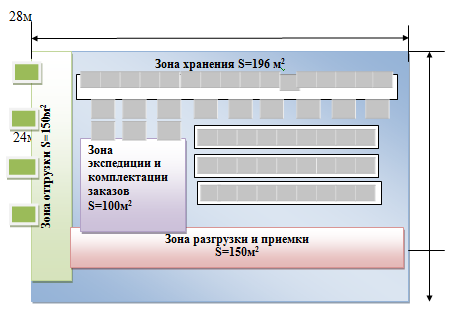 28м
Зона хранения S=196 м²
24м
Зона отгрузки S=150м²
Зона
экспедиции и
комплектации
заказов
S=100м²
Зона разгрузки и приемки
S=150м²